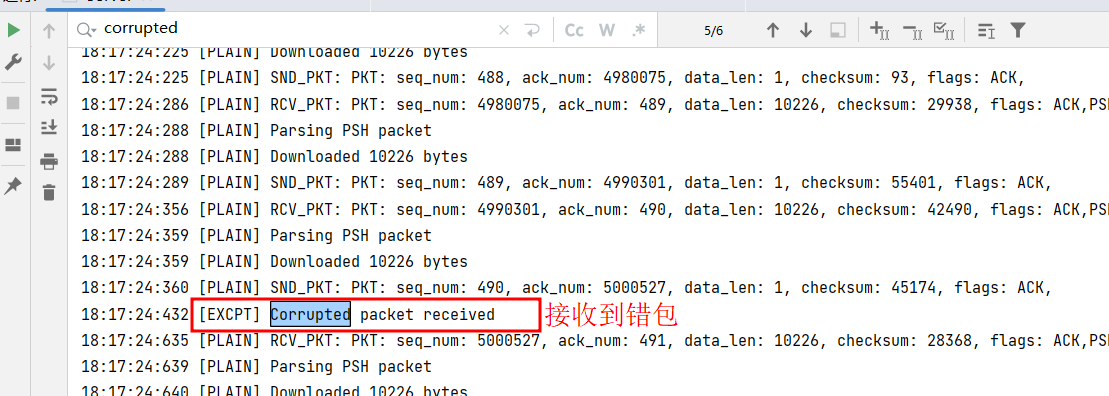 corrupted
Cc W .* 5/6
18:17:24:225 [PLAIN] Downloaded 10226 bytes
18:17:24:225 [PLAIN] SND_PKT: PKT: seq_num: 488, ack_num: 4980075, data_len: 1, checksum: 93, flags: ACK,
18:17:24:286 [PLAIN] RCV_PKT: PKT: seq_num: 4980075, ack_num: 489, data_len: 10226, checksum: 29938, flags: ACK,PS
18:17:24:288 [PLAIN] Parsing PSH packet
18:17:24:288 [PLAIN] Downloaded 10226 bytes
18:17:24:289 [PLAIN] SND_PKT: PKT: seq_num: 489, ack_num: 4990301, data_len: 1, checksum: 55401, flags: ACK,
18:17:24:356 [PLAIN] RCV_PKT: PKT: seq_num: 4990301, ack_num: 490, data_len: 10226, checksum: 42490, flags: ACK,PS
18:17:24:359 [PLAIN] Parsing PSH packet
18:17:24:359 [PLAIN] Downloaded 10226 bytes
18:17:24:360 [PLAIN] SND_PKT: PKT: seq_num: 490, ack_num: 5000527, data_len: 1, checksum: 45174, flags: ACK,
18:17:24:432 [EXCPT] Corrupted packet received 接收到错包
18:17:24:635 [PLAIN] RCV_PKT: PKT: seq_num: 5000527, ack_num: 491, data_len: 10226, checksum: 28368, flags: ACK,PS
18:17:24:639 [PLAIN] Parsing PSH packet
18:17:24:640 [PLAIN] Downloaded 10226 bytes